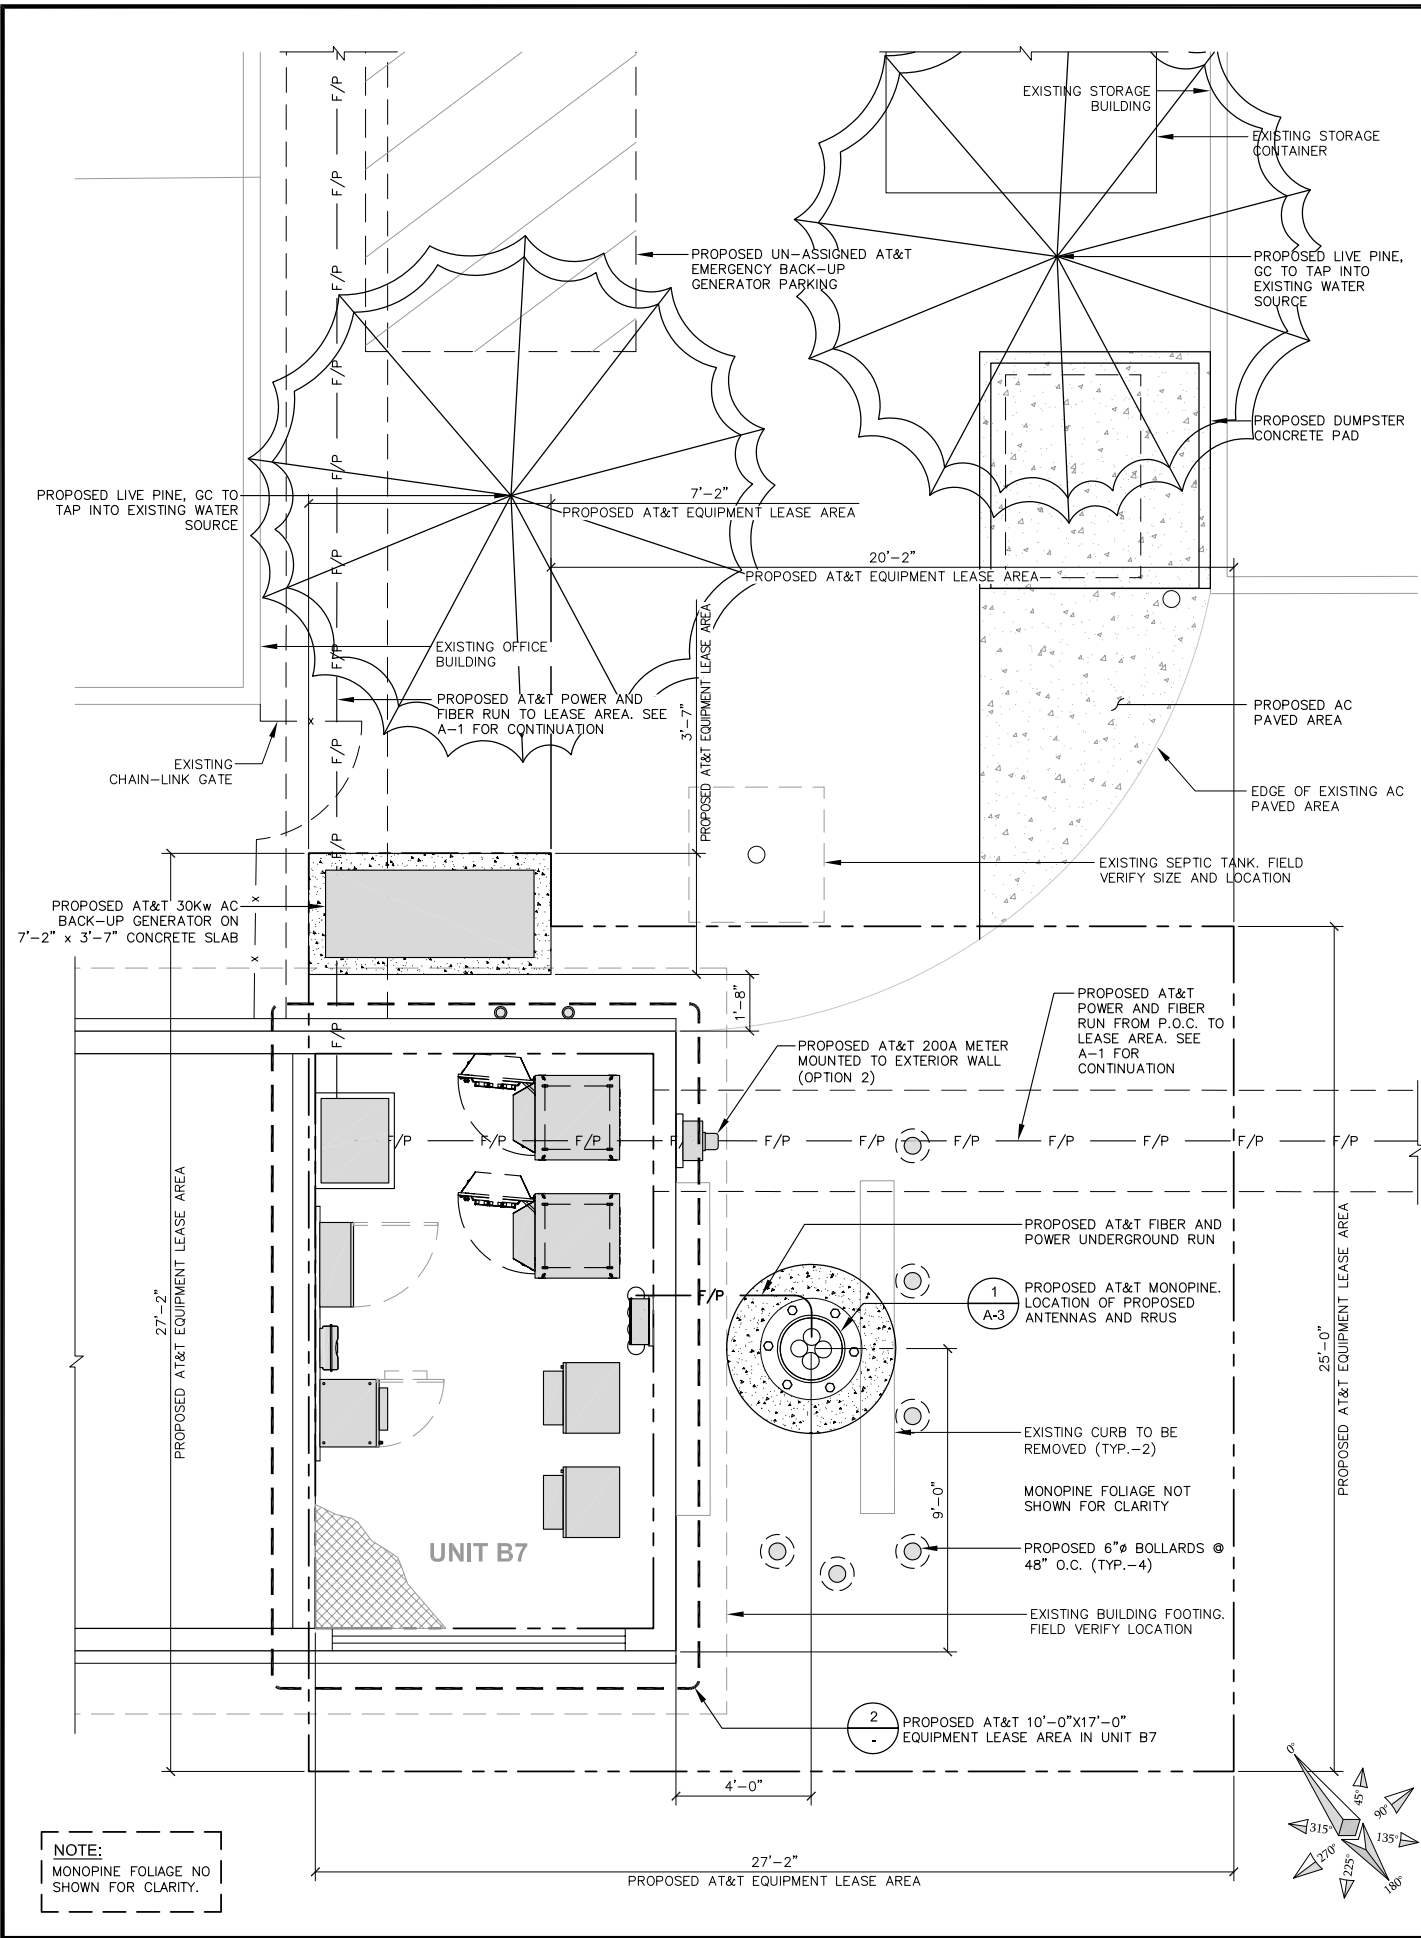 EXISTING STORAGE
BUILDING
EXISTING STORAGE
CONTAINER
PROPOSED UN-ASSIGNED AT&T
EMERGENCY BACK-UP
GENERATOR PARKING
PROPOSED LIVE PINE,
GC TO TAP INTO
EXISTING WATER
SOURCE
F/P
F/P
F/P
F/P
F/P
F/P
F/P
F/P
F/P
F/P
F/P
PROPOSED DUMPSTER
CONCRETE PAD
PROPOSED LIVE PINE, GC TO
TAP INTO EXISTING WATER
SOURCE
7'-2"
PROPOSED AT&T EQUIPMENT LEASE AREA
20'-2"
PROPOSED AT&T EQUIPMENT LEASE AREA
3'-7"
PROPOSED AT&T EQUIPMENT LEASE AREA
EXISTING OFFICE
BUILDING
PROPOSED AT&T POWER AND
FIBER RUN TO LEASE AREA. SEE
A-1 FOR CONTINUATION
PROPOSED AC
PAVED AREA
x
EXISTING
CHAIN-LINK GATE
EDGE OF EXISTING AC
PAVED AREA
EXISTING SEPTIC TANK. FIELD
VERIFY SIZE AND LOCATION
x
x
PROPOSED AT&T 30Kw AC
BACK-UP GENERATOR ON
7'-2" x 3'-7" CONCRETE SLAB
1'-8"
PROPOSED AT&T
POWER AND FIBER
RUN FROM P.O.C. TO
LEASE AREA. SEE
A-1 FOR
CONTINUATION
PROPOSED AT&T 200A METER
MOUNTED TO EXTERIOR WALL
(OPTION 2)
F/P F/P F/P F/P F/P F/P F/P F/P F/P F/P F/P
27'-2"
PROPOSED AT&T EQUIPMENT LEASE AREA
25'-0"
PROPOSED AT&T EQUIPMENT LEASE AREA
PROPOSED AT&T FIBER AND
POWER UNDERGROUND RUN
F/P
1
A-3
PROPOSED AT&T MONOPINE.
LOCATION OF PROPOSED
ANTENNAS AND RRUS
EXISTING CURB TO BE
REMOVED (TYP.-2)
MONOPINE FOLIAGE NOT
SHOWN FOR CLARITY
9'-0"
UNIT B7
PROPOSED 6"ø BOLLARDS @
48" O.C. (TYP.-4)
EXISTING BUILDING FOOTING.
FIELD VERIFY LOCATION
2
-
PROPOSED AT&T 10'-0"X17'-0"
EQUIPMENT LEASE AREA IN UNIT B7
4'-0"
27'-2"
PROPOSED AT&T EQUIPMENT LEASE AREA
NOTE:
MONOPINE FOLIAGE NO
SHOWN FOR CLARITY.
0°
45°
90°
135°
180°
225°
270°
315°